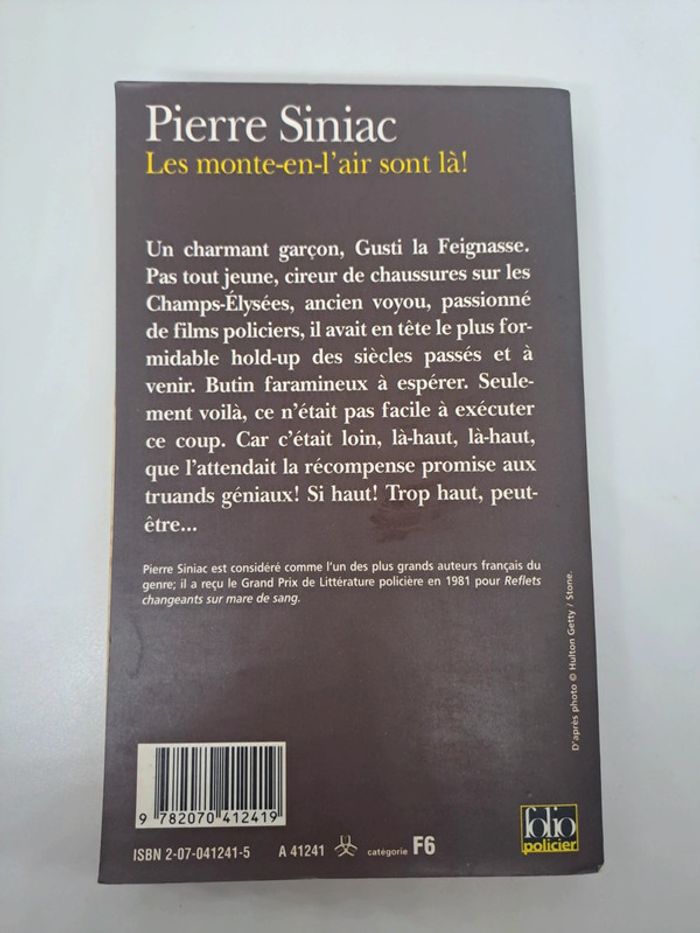 Pierre Siniac
Les monte-en-l'air sont là!
Un charmant garçon, Gusti la Feignasse.
Pas tout jeune, cireur de chaussures sur les
Champs-Élysées, ancien voyou, passionné
de films policiers, il avait en tête le plus for-
midable hold-up des siècles passés et à
venir. Butin faramineux à espérer. Seule-
ment voilà, ce n'était pas facile à exécuter
ce coup. Car c'était loin, là-haut, là-haut,
que l'attendait la récompense promise aux
truands géniaux! Si haut! Trop haut, peut-
être...
Pierre Siniac est considéré comme l'un des plus grands auteurs français du
genre; il a reçu le Grand Prix de Littérature policière en 1981 pour Reflets
changeants sur mare de sang.
D'après photo © Hulton Getty / Stone.
9 782070 412419
ISBN 2-07-041241-5 A 41241 catégorie F6
folio
policier